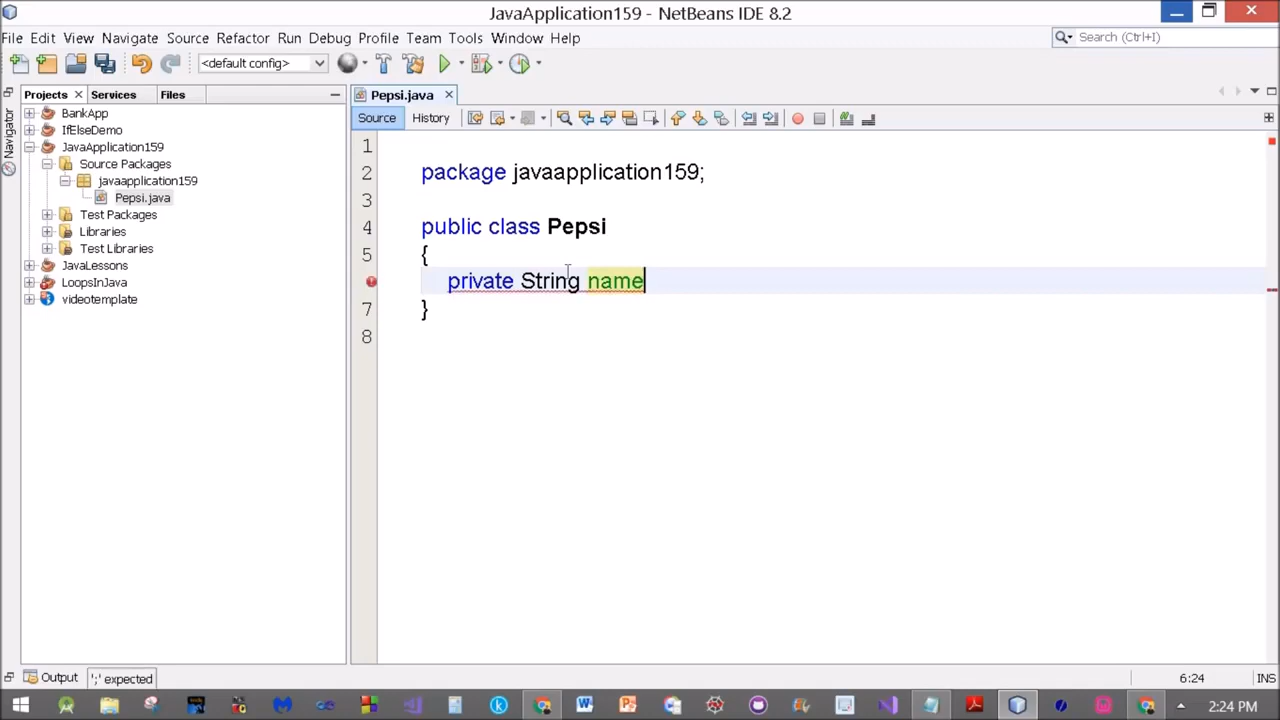 JavaApplication159 - NetBeans IDE 8.2
File Edit View Navigate Source Refactor Run Debug Profile Team Tools Window Help
Search (Ctrl+I)
<default config>
Projects Services Files
Pepsi.java
Navigator
Source History
BankApp
IfElseDemo
JavaApplication159
Source Packages
javaapplication159
Pepsi.java
Test Packages
Libraries
Test Libraries
JavaLessons
LoopsInJava
videotemplate
1
2 package javaapplication159;
3
4 public class Pepsi
5 {
private String name
7 }
8
Output ';' expected
6:24 INS
2:24 PM